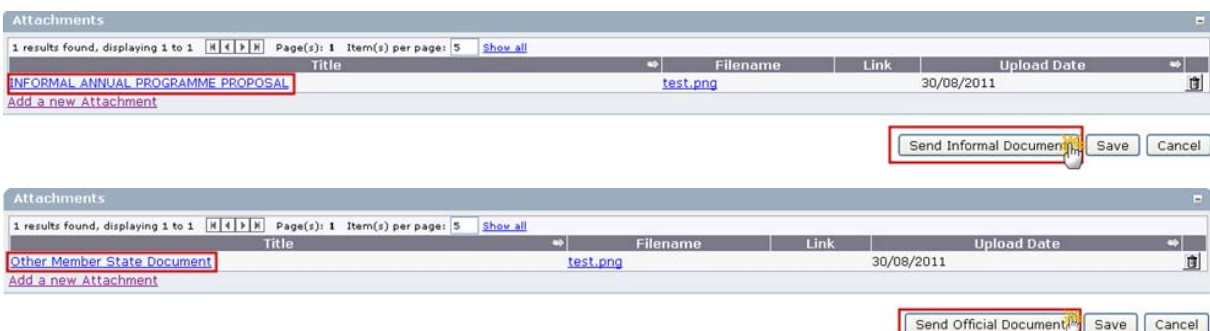 Attachments
1 results found, displaying 1 to 1 Page(s): 1 Item(s) per page: 5 Show all
Title Filename Link Upload Date
INFORMAL ANNUAL PROGRAMME PROPOSAL test.png 30/08/2011
Add a new Attachment
Send Informal Document Save Cancel
Attachments
1 results found, displaying 1 to 1 Page(s): 1 Item(s) per page: 5 Show all
Title Filename Link Upload Date
Other Member State Document test.png 30/08/2011
Add a new Attachment
Send Official Document Save Cancel